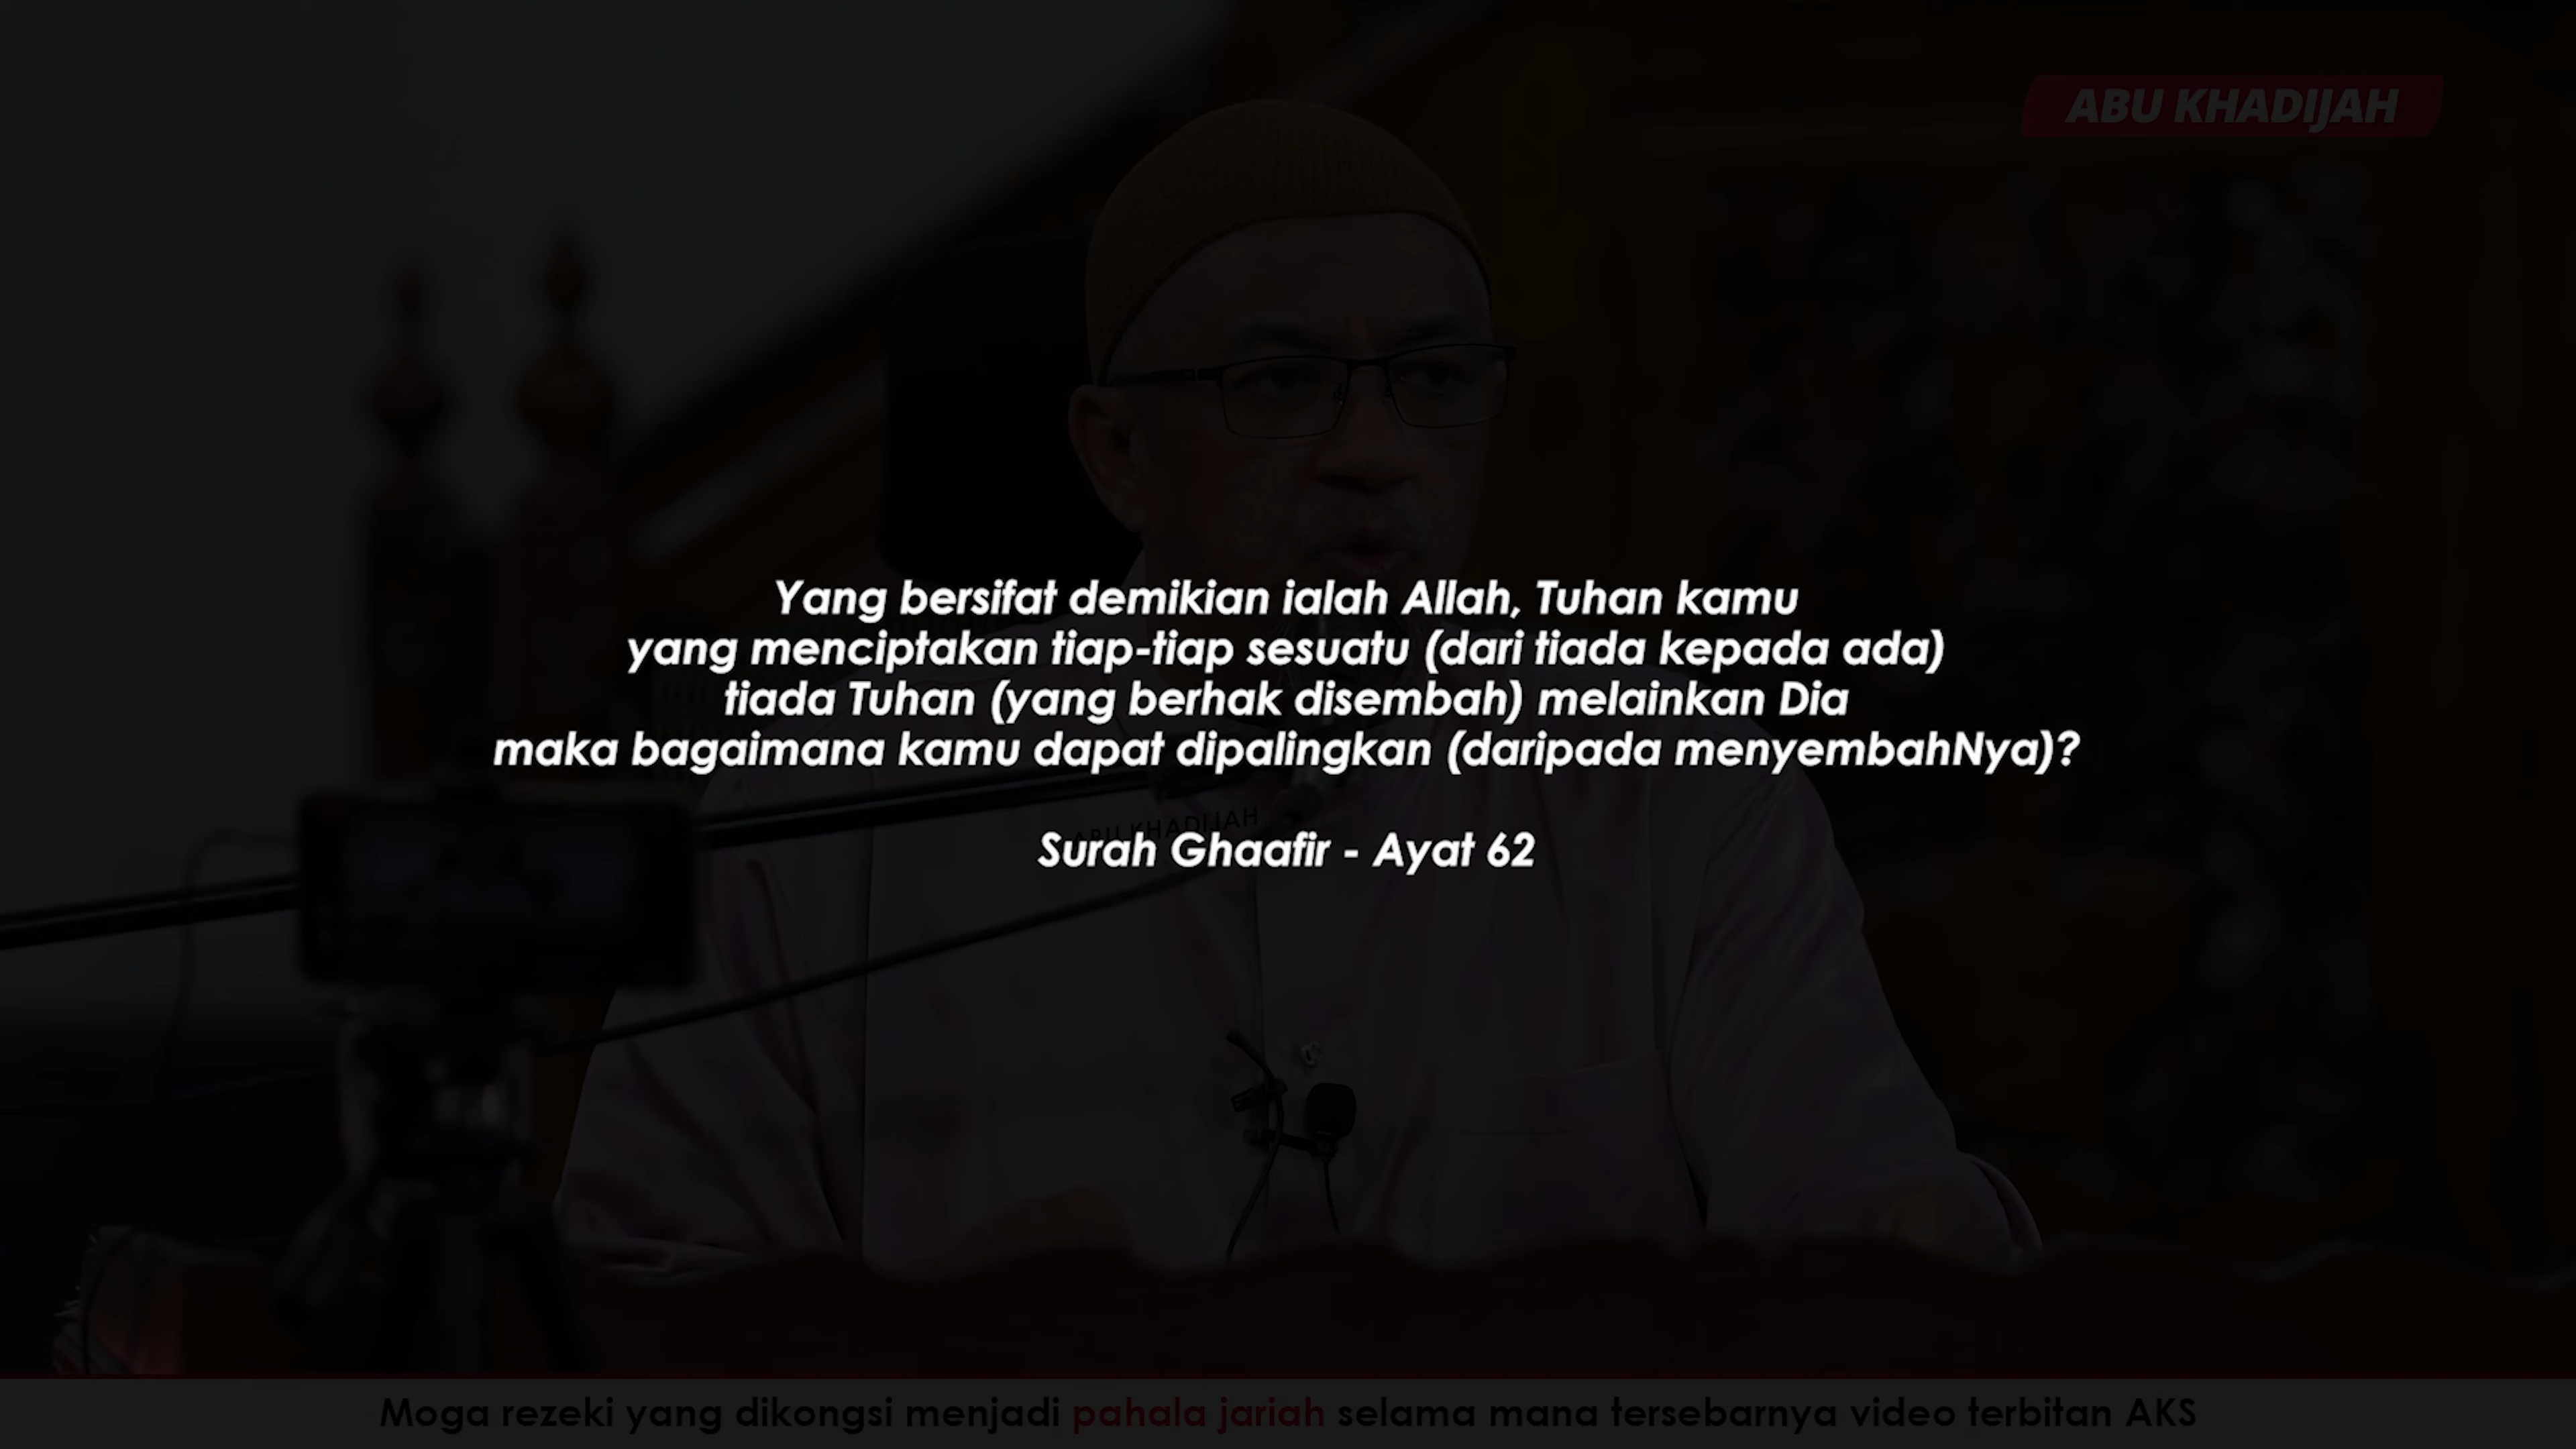 ABU KHADIJAH
Yang bersifat demikian ialah Allah, Tuhan kamu
yang menciptakan tiap-tiap sesuatu (dari tiada kepada ada)
tiada Tuhan (yang berhak disembah) melainkan Dia
maka bagaimana kamu dapat dipalingkan (daripada menyembahNya)?
ABU KHADIJAH
Surah Ghaafir - Ayat 62
Moga rezeki yang dikongsi menjadi pahala jariah selama mana tersebarnya video terbitan AKS